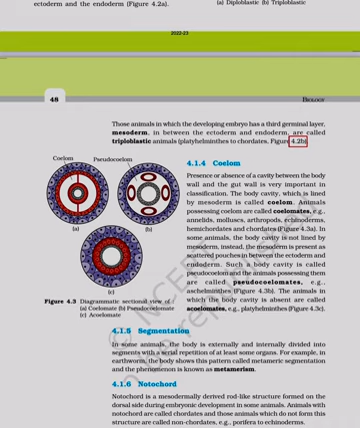 ectoderm and the endoderm (Figure 4.2a).
(a) Diploblastic (b) Triploblastic
2022-23
48
BIOLOGY
Those animals in which the developing embryo has a third germinal layer,
mesoderm, in between the ectoderm and endoderm, are called
triploblastic animals (platyhelminthes to chordates, Figure 4.2b).
Coelom
Pseudocoelom
(a)
(b)
(c)
Figure 4.3 Diagrammatic sectional view of :
(a) Coelomate (b) Pseudocoelomate
(c) Acoelomate
4.1.4 Coelom
Presence or absence of a cavity between the body
wall and the gut wall is very important in
classification. The body cavity, which is lined
by mesoderm is called coelom. Animals
possessing coelom are called coelomates, e.g.,
annelids, molluscs, arthropods, echinoderms,
hemichordates and chordates (Figure 4.3a). In
some animals, the body cavity is not lined by
mesoderm, instead, the mesoderm is present as
scattered pouches in between the ectoderm and
endoderm. Such a body cavity is called
pseudocoelom and the animals possessing them
are called pseudocoelomates, e.g.,
aschelminthes (Figure 4.3b). The animals in
which the body cavity is absent are called
acoelomates, e.g., platyhelminthes (Figure 4.3c).
4.1.5 Segmentation
In some animals, the body is externally and internally divided into
segments with a serial repetition of at least some organs. For example, in
earthworm, the body shows this pattern called metameric segmentation
and the phenomenon is known as metamerism.
4.1.6 Notochord
Notochord is a mesodermally derived rod-like structure formed on the
dorsal side during embryonic development in some animals. Animals with
notochord are called chordates and those animals which do not form this
structure are called non-chordates, e.g., porifera to echinoderms.